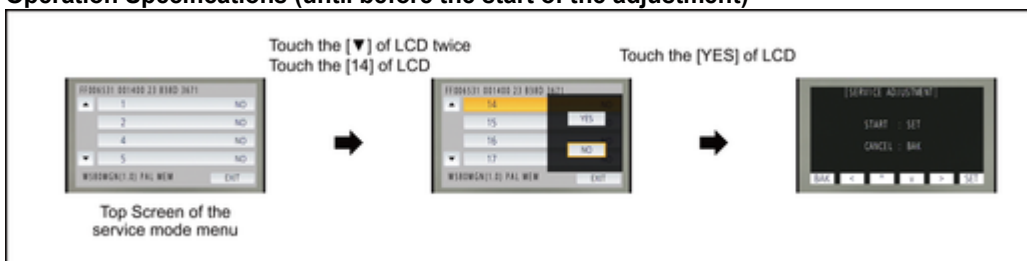 Operation Specifications (until before the start of the adjustment)
Touch the [▼] of LCD twice
Touch the [14] of LCD
Touch the [YES] of LCD
▲ 1 NO
2 NO
4 NO
▼ 5 NO
EXIT
Top Screen of the
service mode menu
▲ 14
15
16
▼ 17
YES
NO
EXIT
[SERVICE ADJUSTMENT]
START : SET
CANCEL : BAK
BAK < ^ v > SET